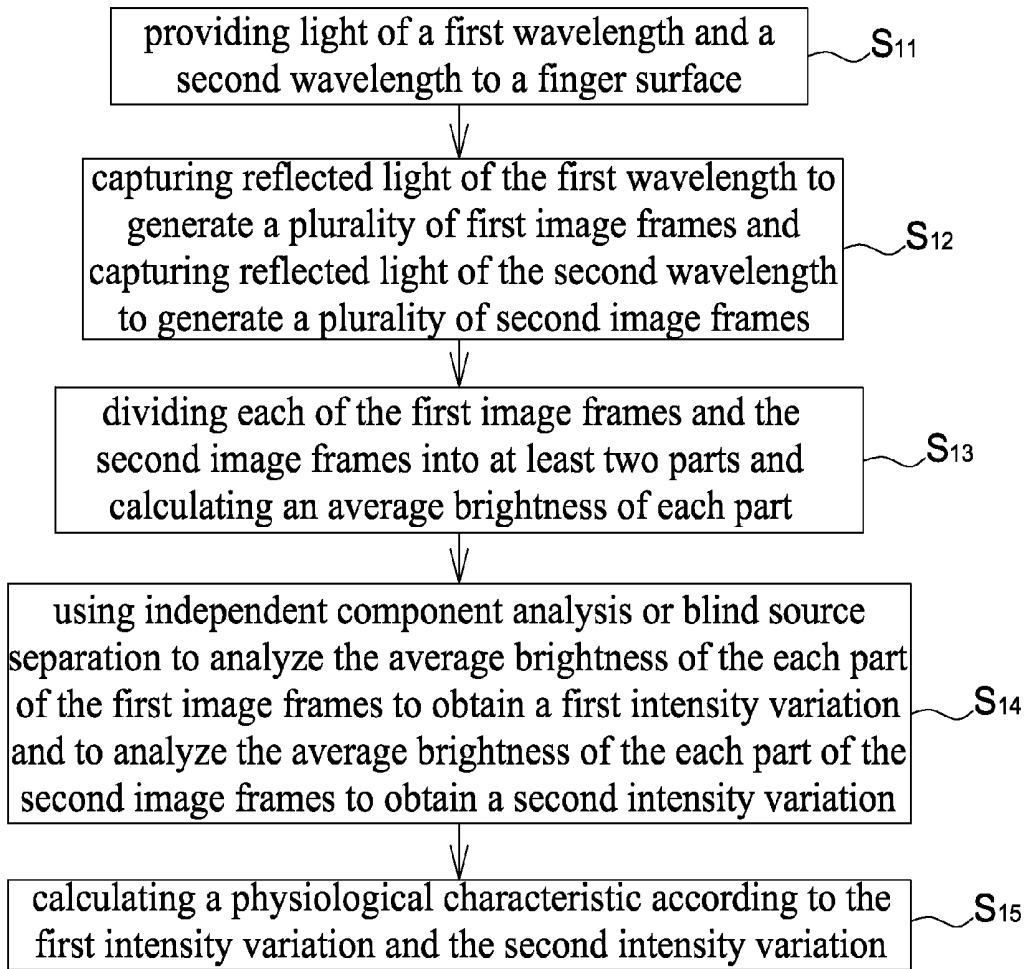 providing light of a first wavelength and a
second wavelength to a finger surface
S11
capturing reflected light of the first wavelength to
generate a plurality of first image frames and
capturing reflected light of the second wavelength
to generate a plurality of second image frames
S12
dividing each of the first image frames and the
second image frames into at least two parts and
calculating an average brightness of each part
S13
using independent component analysis or blind source
separation to analyze the average brightness of the each part
of the first image frames to obtain a first intensity variation
and to analyze the average brightness of the each part of the
second image frames to obtain a second intensity variation
S14
calculating a physiological characteristic according to the
first intensity variation and the second intensity variation
S15